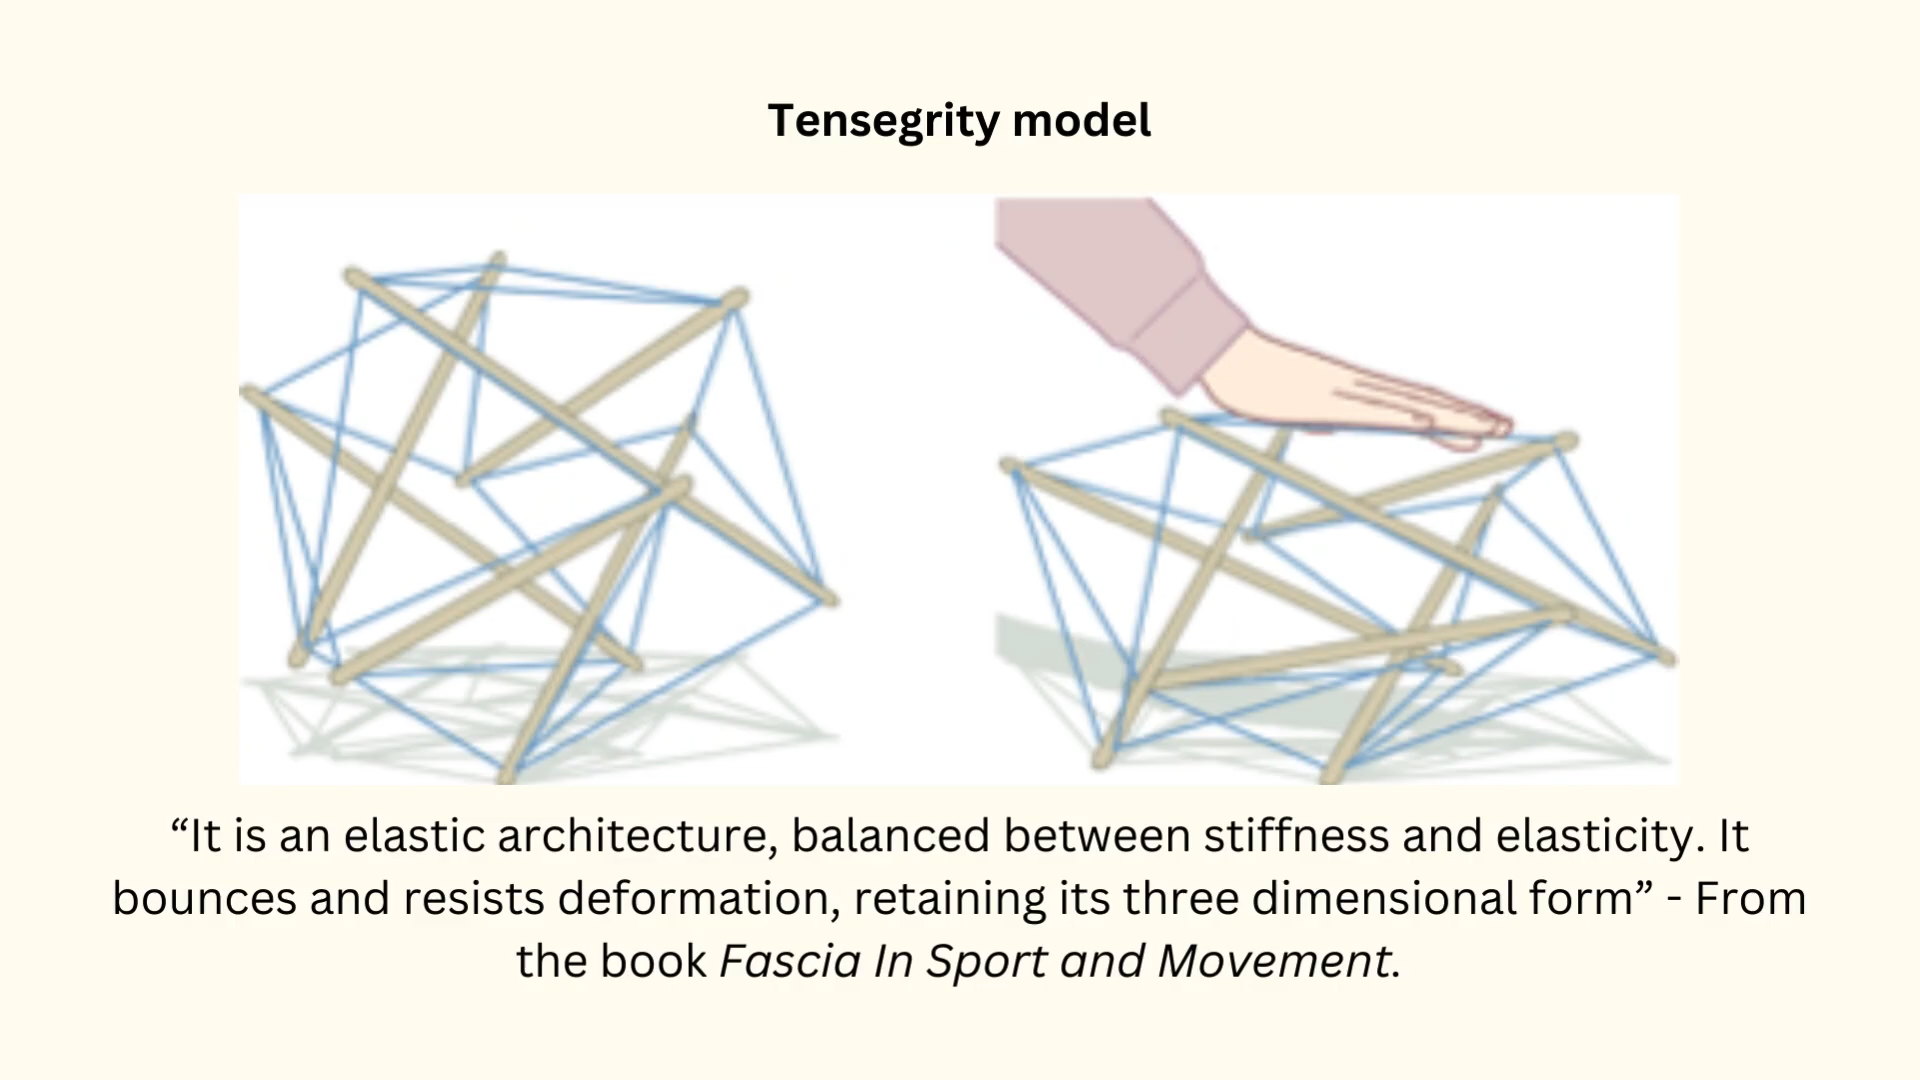 Tensegrity model
“It is an elastic architecture, balanced between stiffness and elasticity. It
bounces and resists deformation, retaining its three dimensional form” - From
the book Fascia In Sport and Movement.